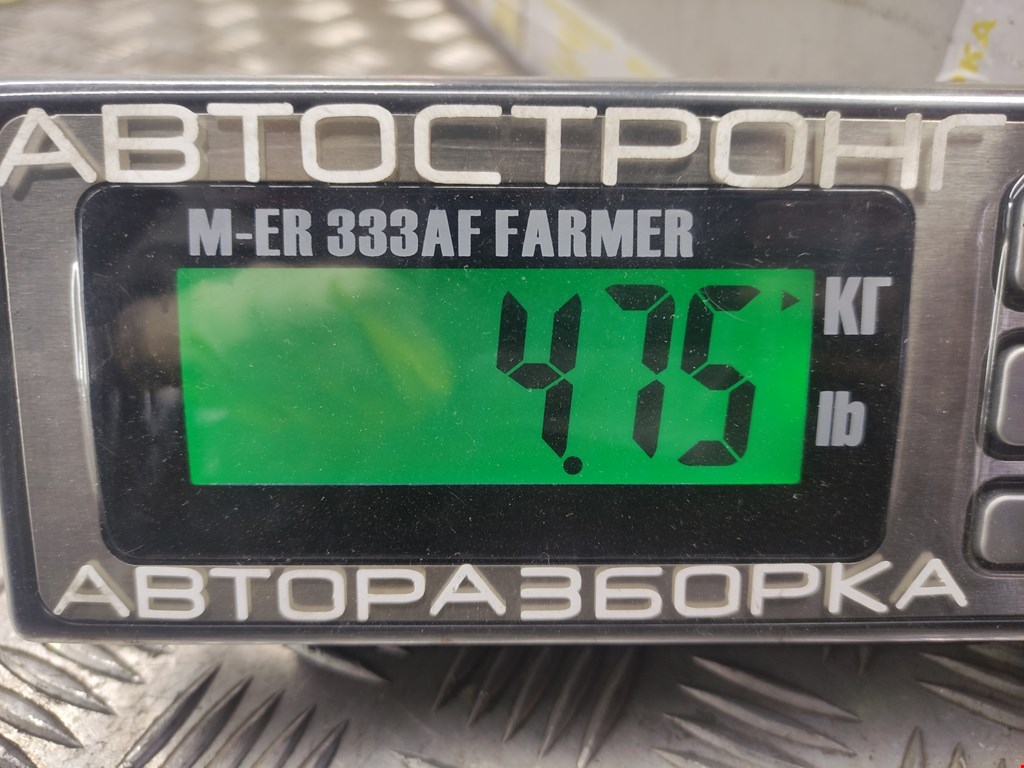 АВТОСТРОНГ
M-ER 333AF FARMER
4.75
КГ
lb
АВТОРАЗБОРКА